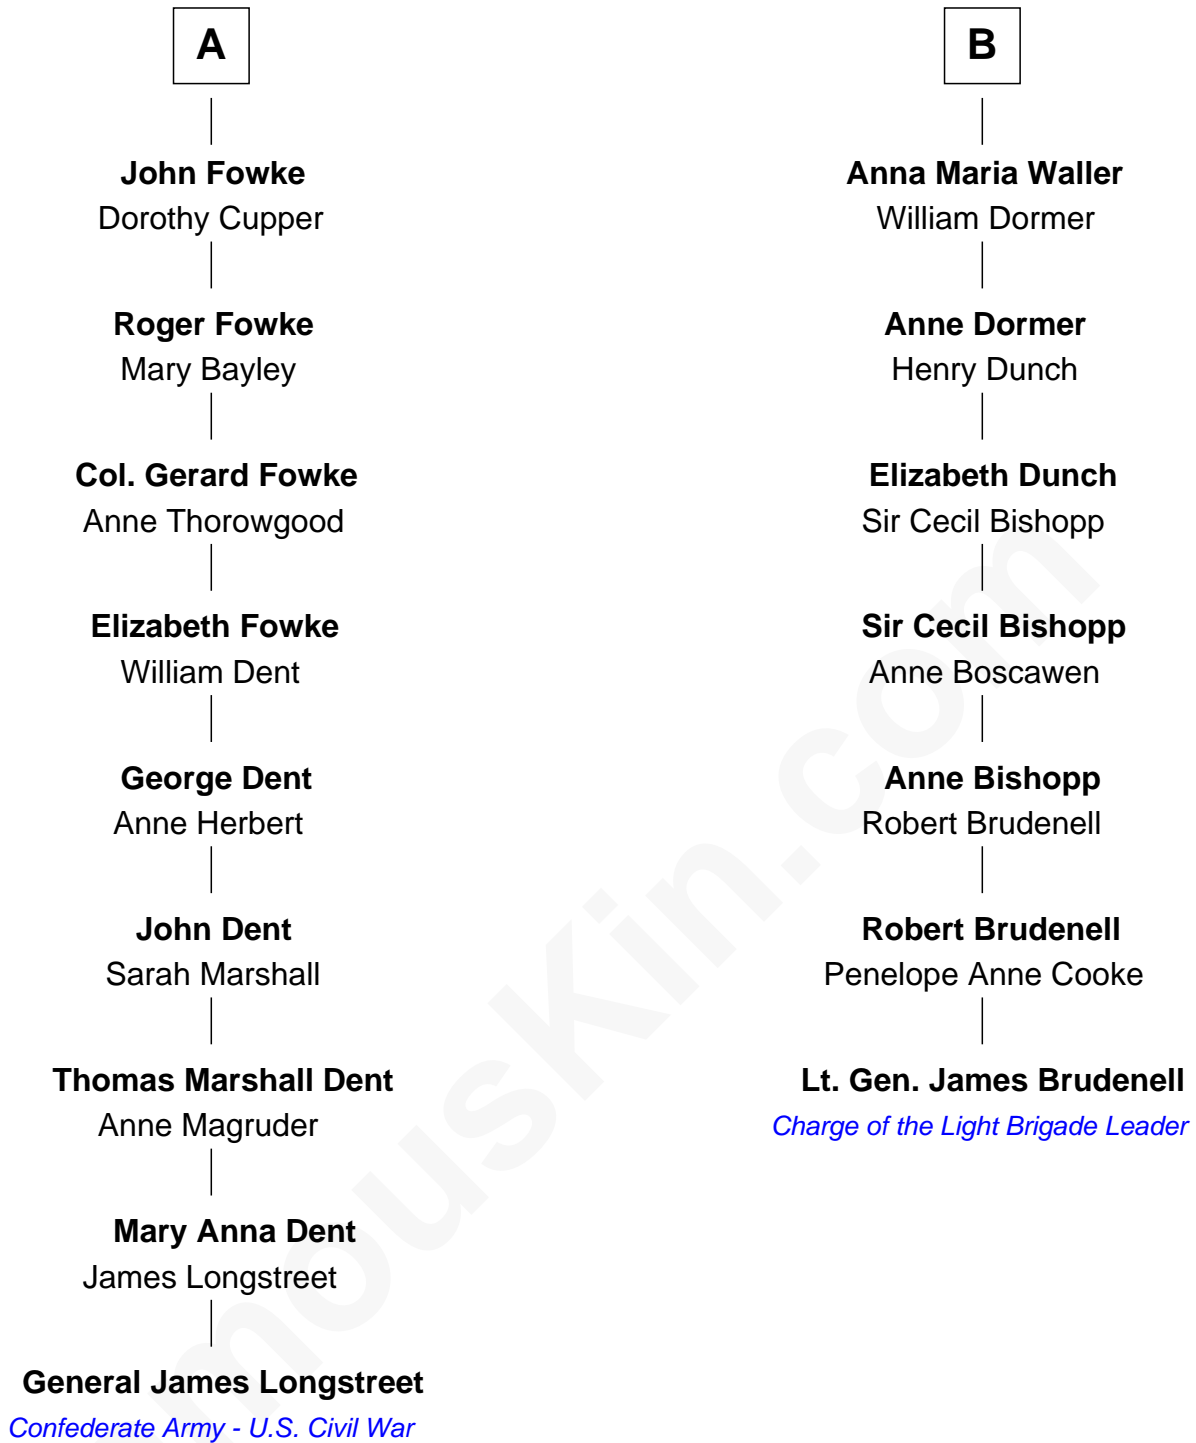 A
John Fowke
Dorothy Cupper
Roger Fowke
Mary Bayley
Col. Gerard Fowke
Anne Thorowgood
Elizabeth Fowke
William Dent
George Dent
Anne Herbert
John Dent
Sarah Marshall
Thomas Marshall Dent
Anne Magruder
Mary Anna Dent
James Longstreet
General James Longstreet
Confederate Army - U.S. Civil War
B
Anna Maria Waller
William Dormer
Anne Dormer
Henry Dunch
Elizabeth Dunch
Sir Cecil Bishopp
Sir Cecil Bishopp
Anne Boscawen
Anne Bishopp
Robert Brudenell
Robert Brudenell
Penelope Anne Cooke
Lt. Gen. James Brudenell
Charge of the Light Brigade Leader
mouskin.com